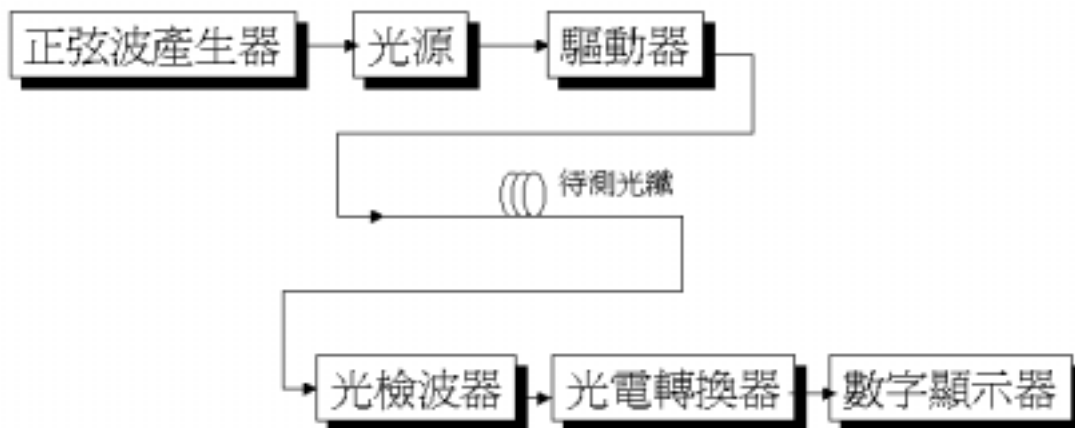 正弦波產生器
光源
驅動器
待測光纖
光檢波器
光電轉換器
數字顯示器